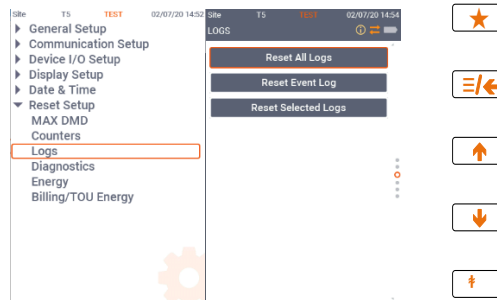 Site T5 TEST 02/07/20 14:52
General Setup
Communication Setup
Device I/O Setup
Display Setup
Date & Time
Reset Setup
MAX DMD
Counters
Logs
Diagnostics
Energy
Billing/TOU Energy
Site T5 TEST 02/07/20 14:54
LOGS
Reset All Logs
Reset Event Log
Reset Selected Logs